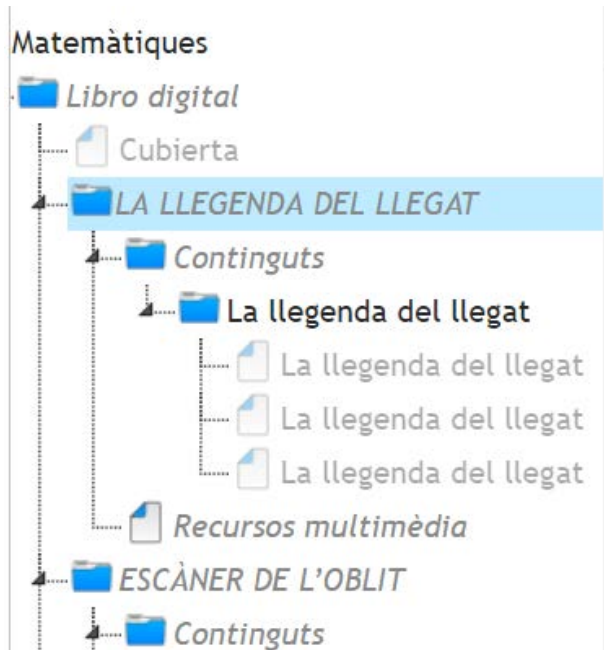 Matemàtiques
Libro digital
Cubierta
LA LLEGENDA DEL LLEGAT
Continguts
La llegenda del llegat
La llegenda del llegat
La llegenda del llegat
La llegenda del llegat
Recursos multimèdia
ESCÀNER DE L’OBLIT
Continguts